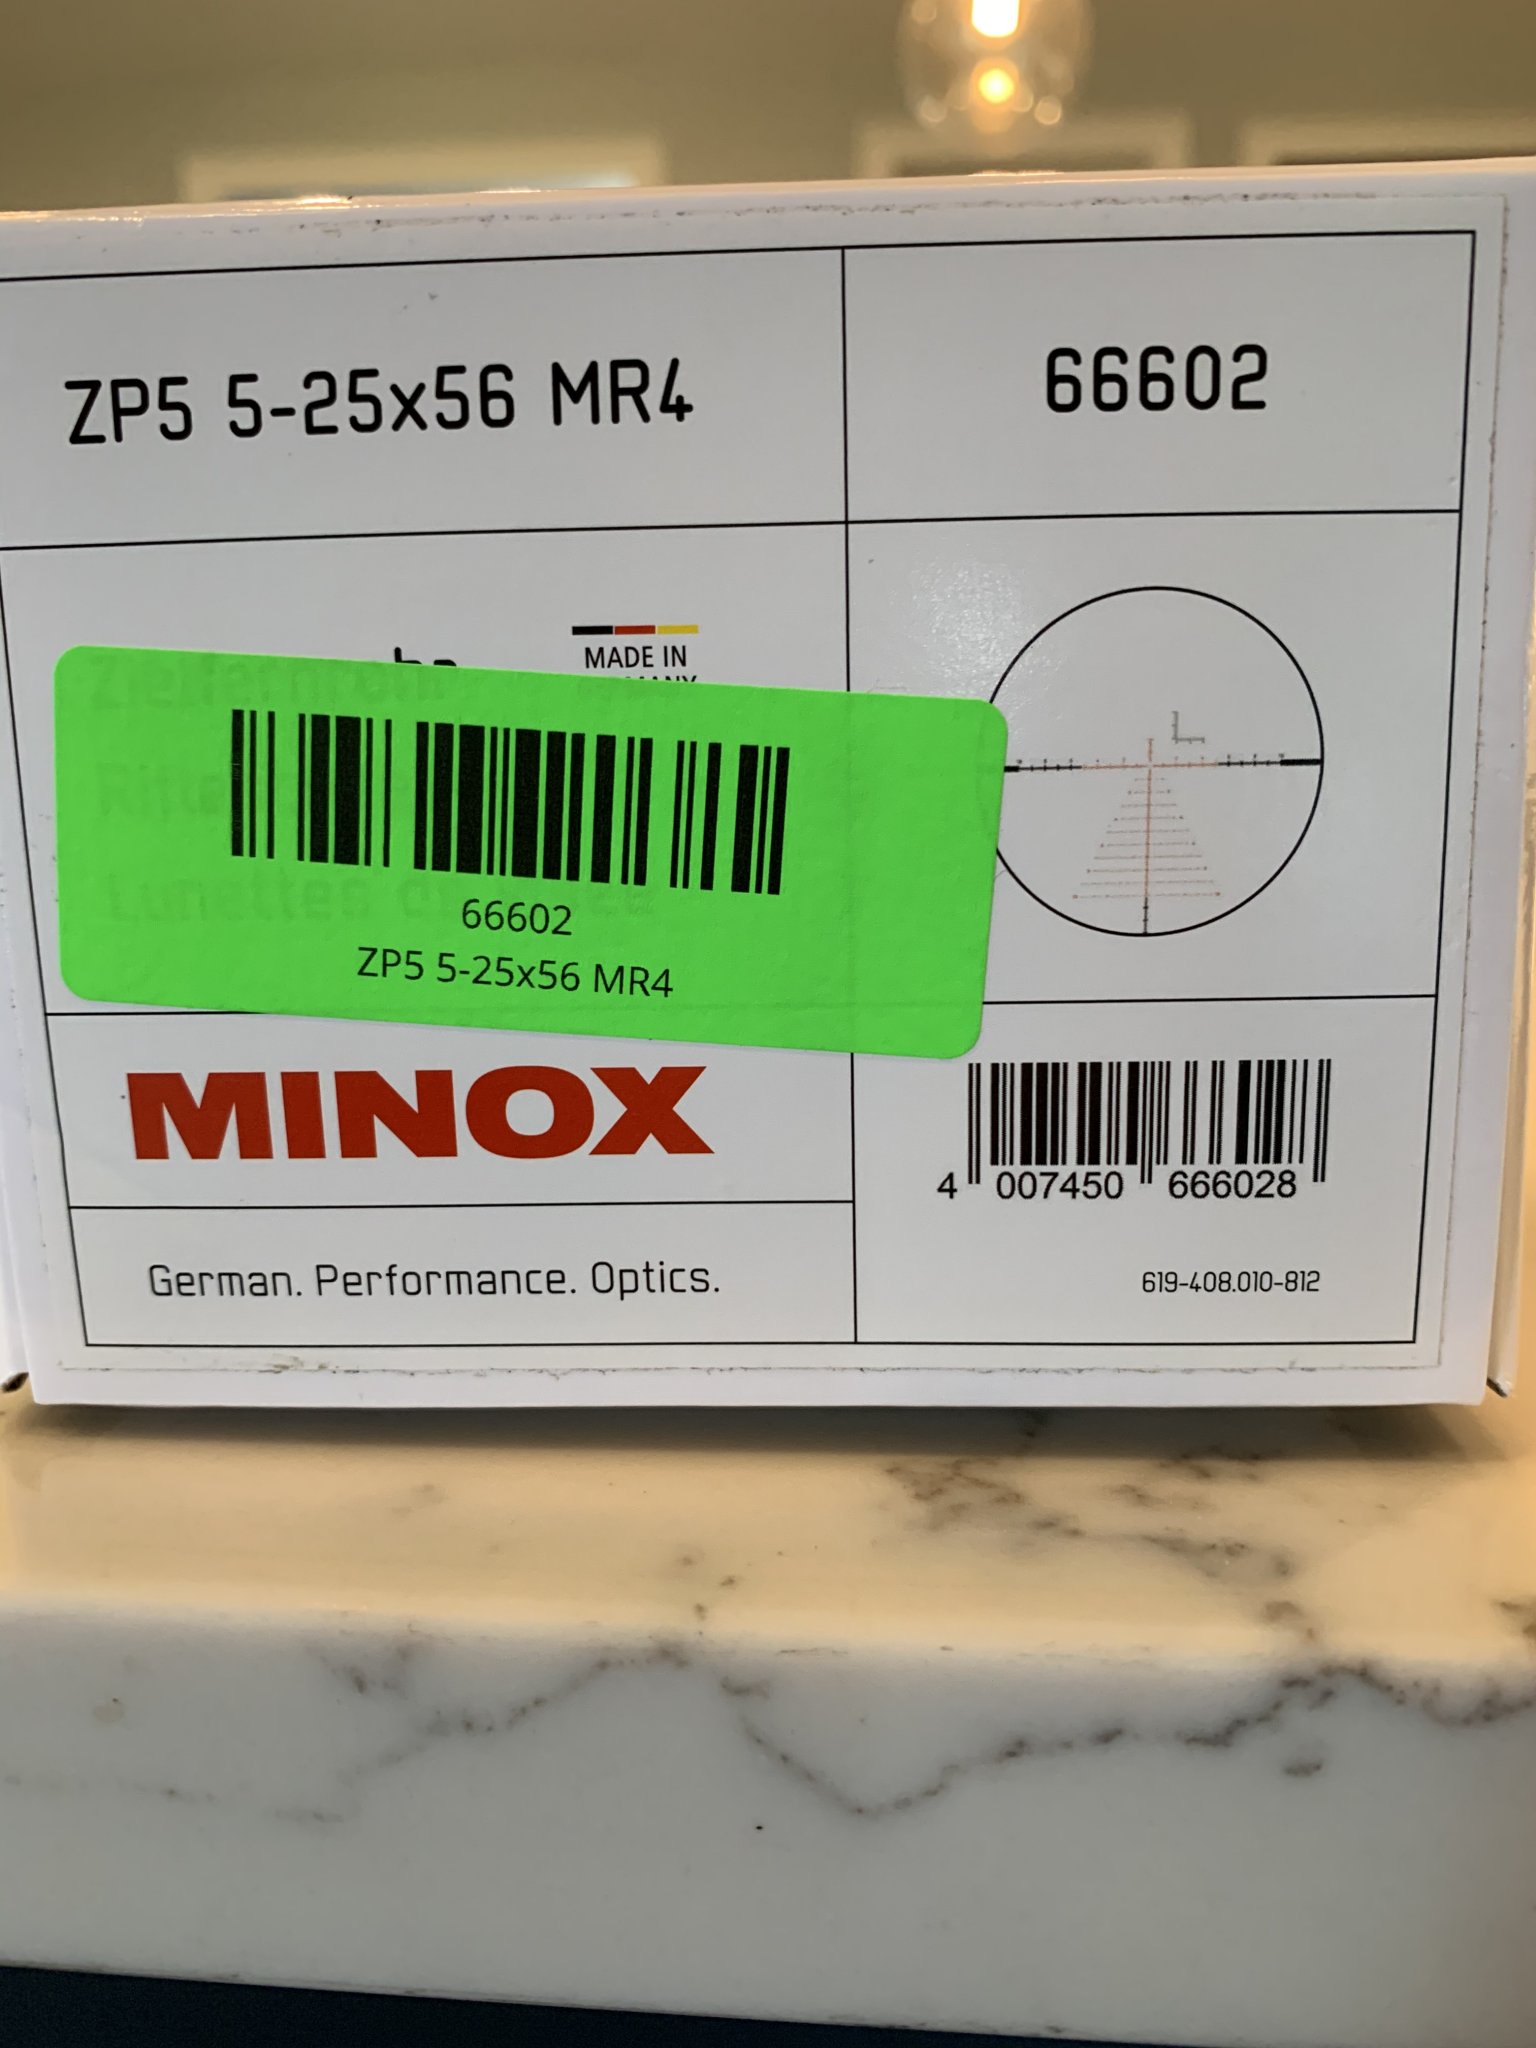 ZP5 5-25x56 MR4
66602
MADE IN
66602
ZP5 5-25x56 MR4
MINOX
German. Performance. Optics.
4 007450 666028
619-408.010-812